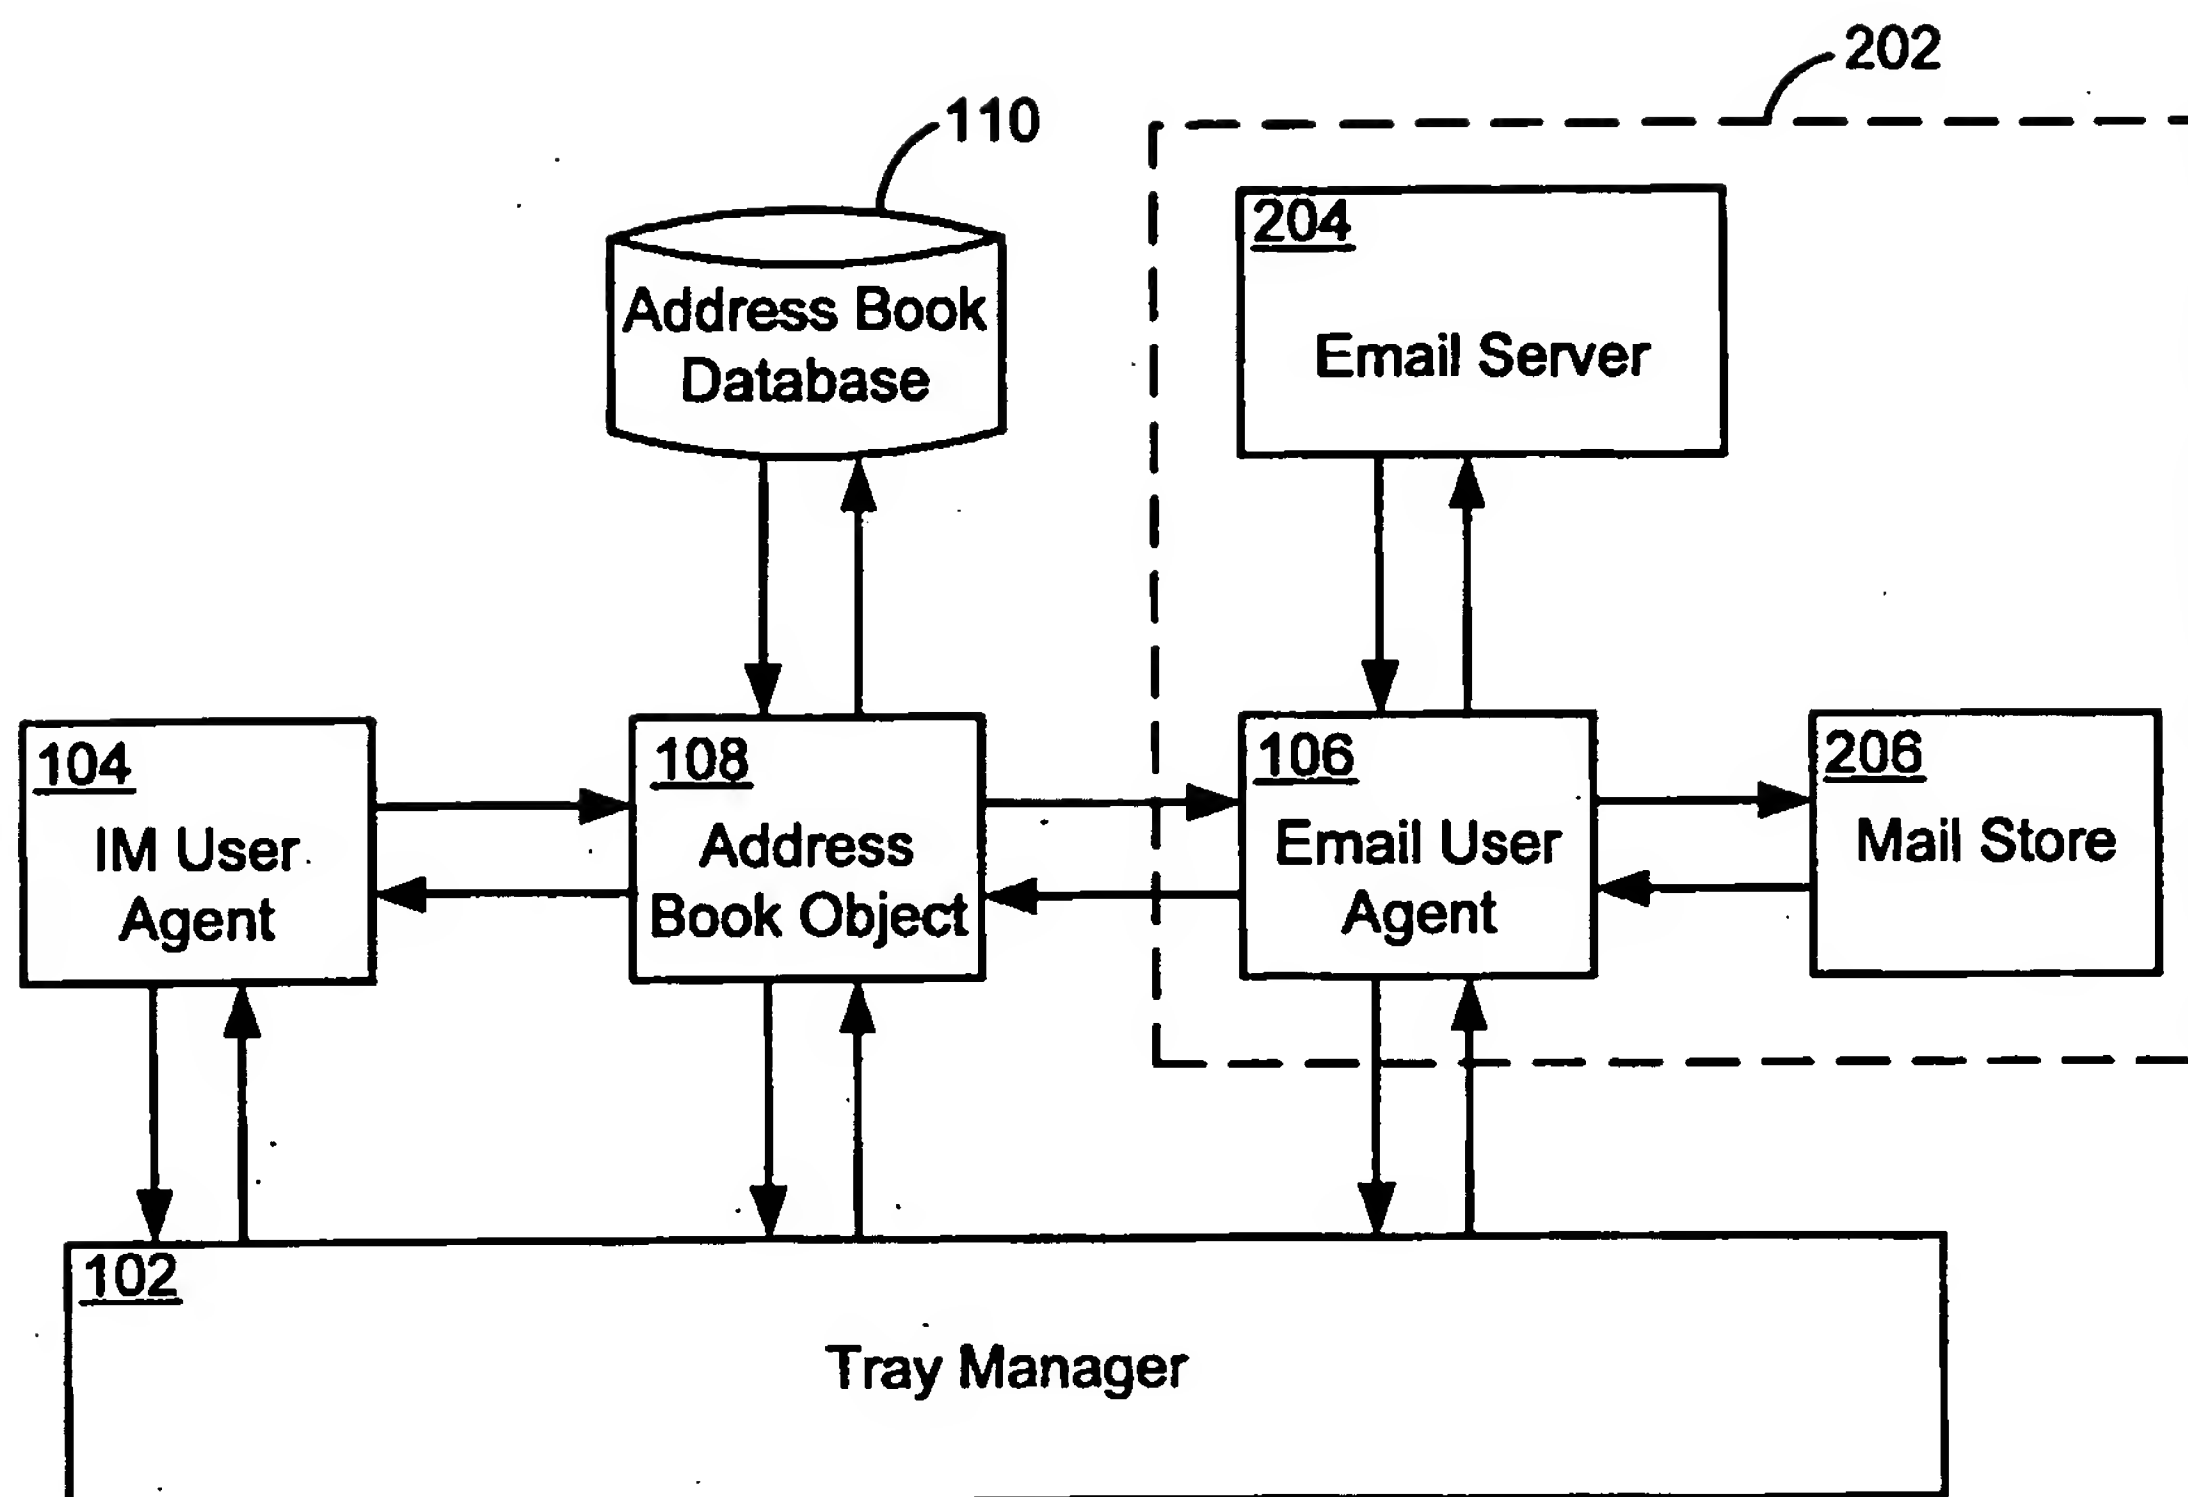 202
110
204
Address Book
Database
Email Server
104
IM User
Agent
108
Address
Book Object
106
Email User
Agent
206
Mail Store
102
Tray Manager